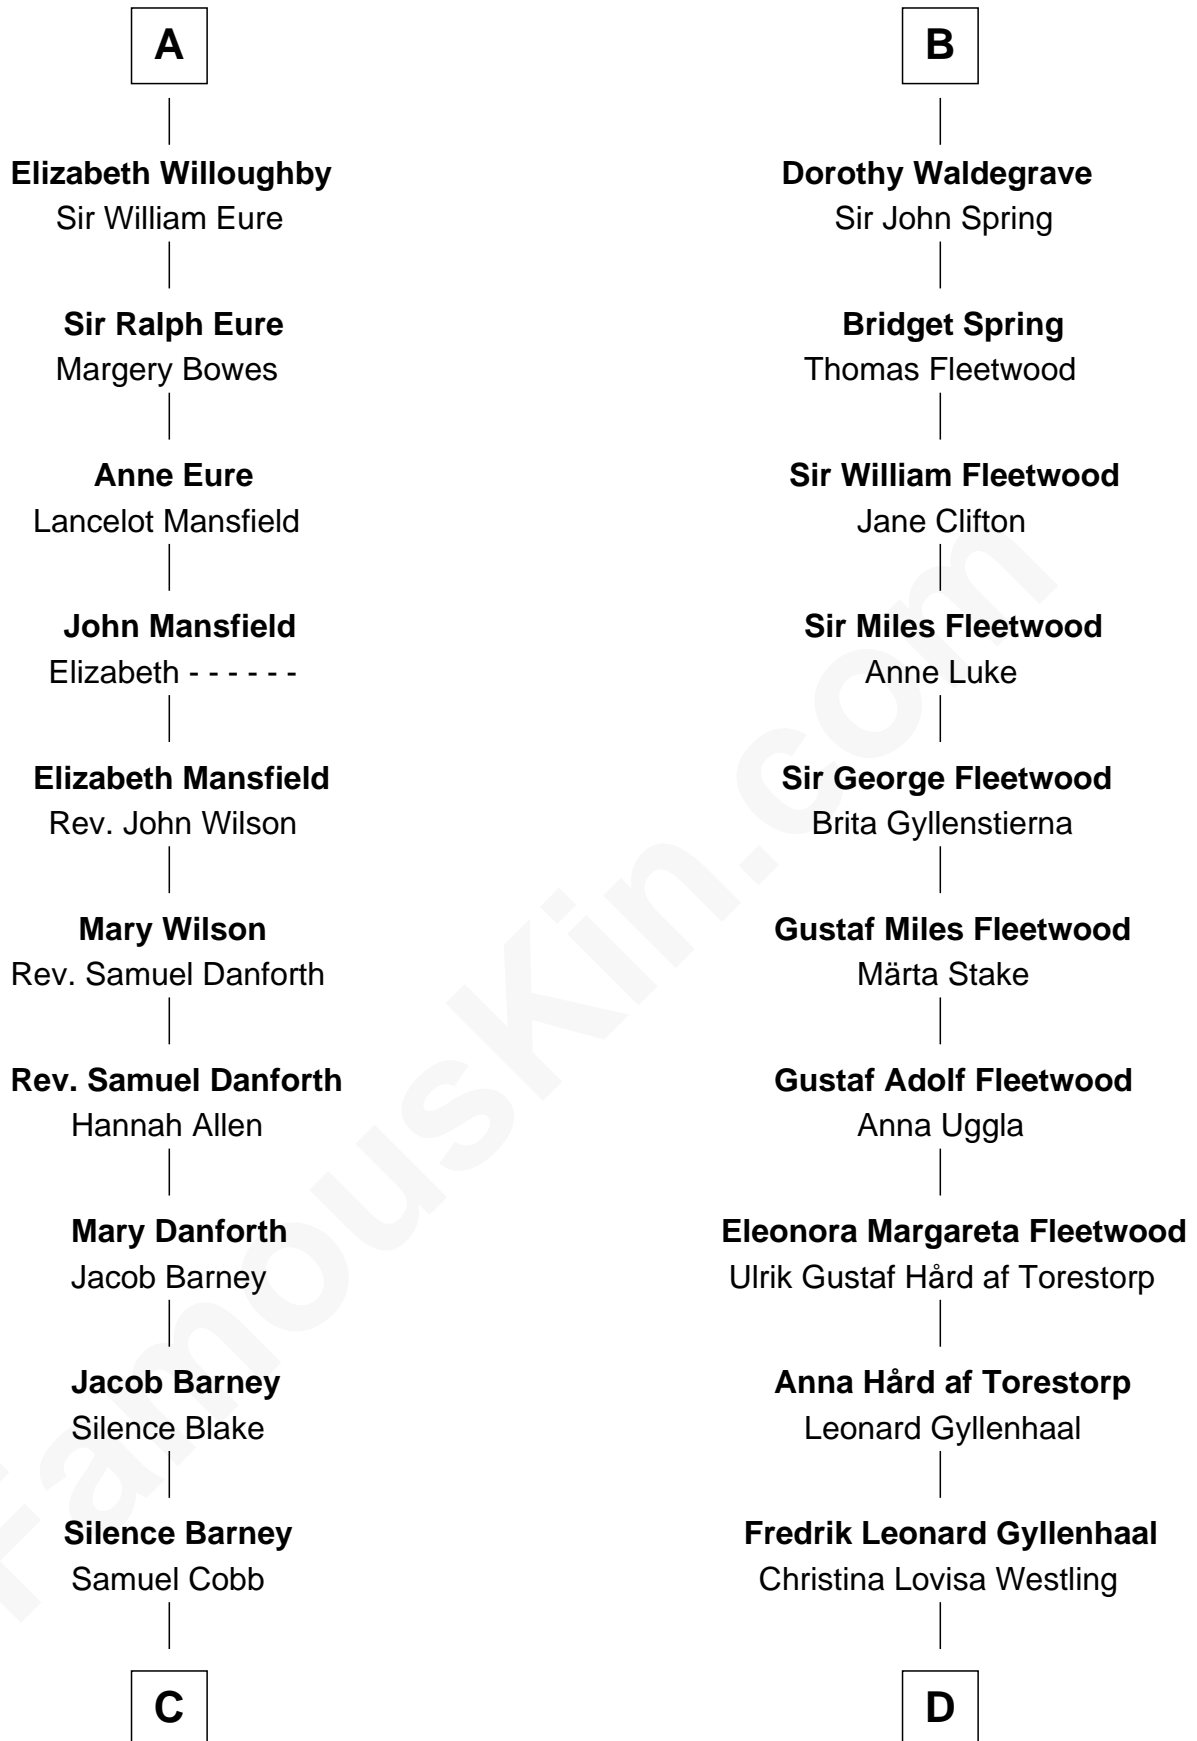 A
Elizabeth Willoughby
Sir William Eure
Sir Ralph Eure
Margery Bowes
Anne Eure
Lancelot Mansfield
John Mansfield
Elizabeth - - - - - -
Elizabeth Mansfield
Rev. John Wilson
Mary Wilson
Rev. Samuel Danforth
Rev. Samuel Danforth
Hannah Allen
Mary Danforth
Jacob Barney
Jacob Barney
Silence Blake
Silence Barney
Samuel Cobb
C
B
Dorothy Waldegrave
Sir John Spring
Bridget Spring
Thomas Fleetwood
Sir William Fleetwood
Jane Clifton
Sir Miles Fleetwood
Anne Luke
Sir George Fleetwood
Brita Gyllenstierna
Gustaf Miles Fleetwood
Märta Stake
Gustaf Adolf Fleetwood
Anna Uggla
Eleonora Margareta Fleetwood
Ulrik Gustaf Hård af Torestorp
Anna Hård af Torestorp
Leonard Gyllenhaal
Fredrik Leonard Gyllenhaal
Christina Lovisa Westling
D
FamousKin.com